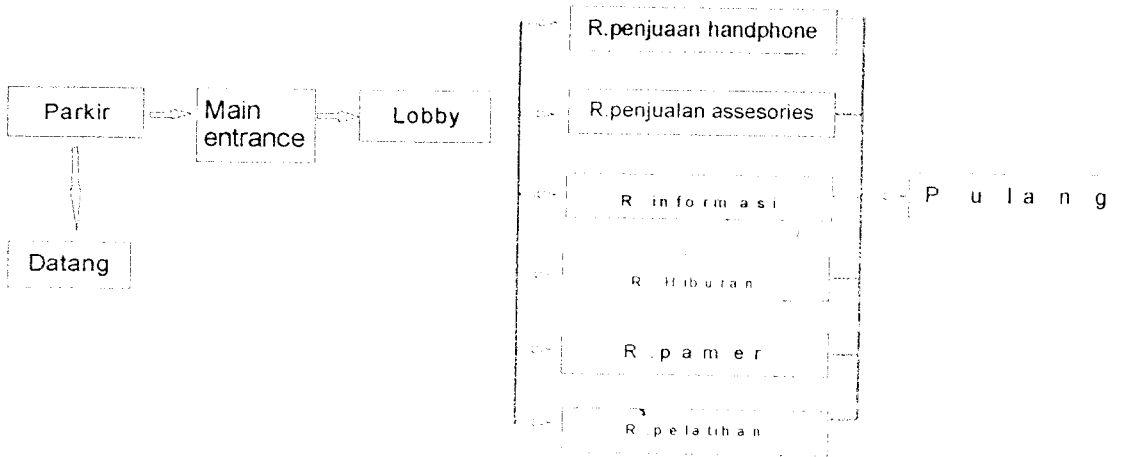 Parkir
Main
entrance
Lobby
Datang
R.penjuaan handphone
R.penjualan assesories
R informasi
R Hiburan
R.pamer
R.pelatihan
Pulang